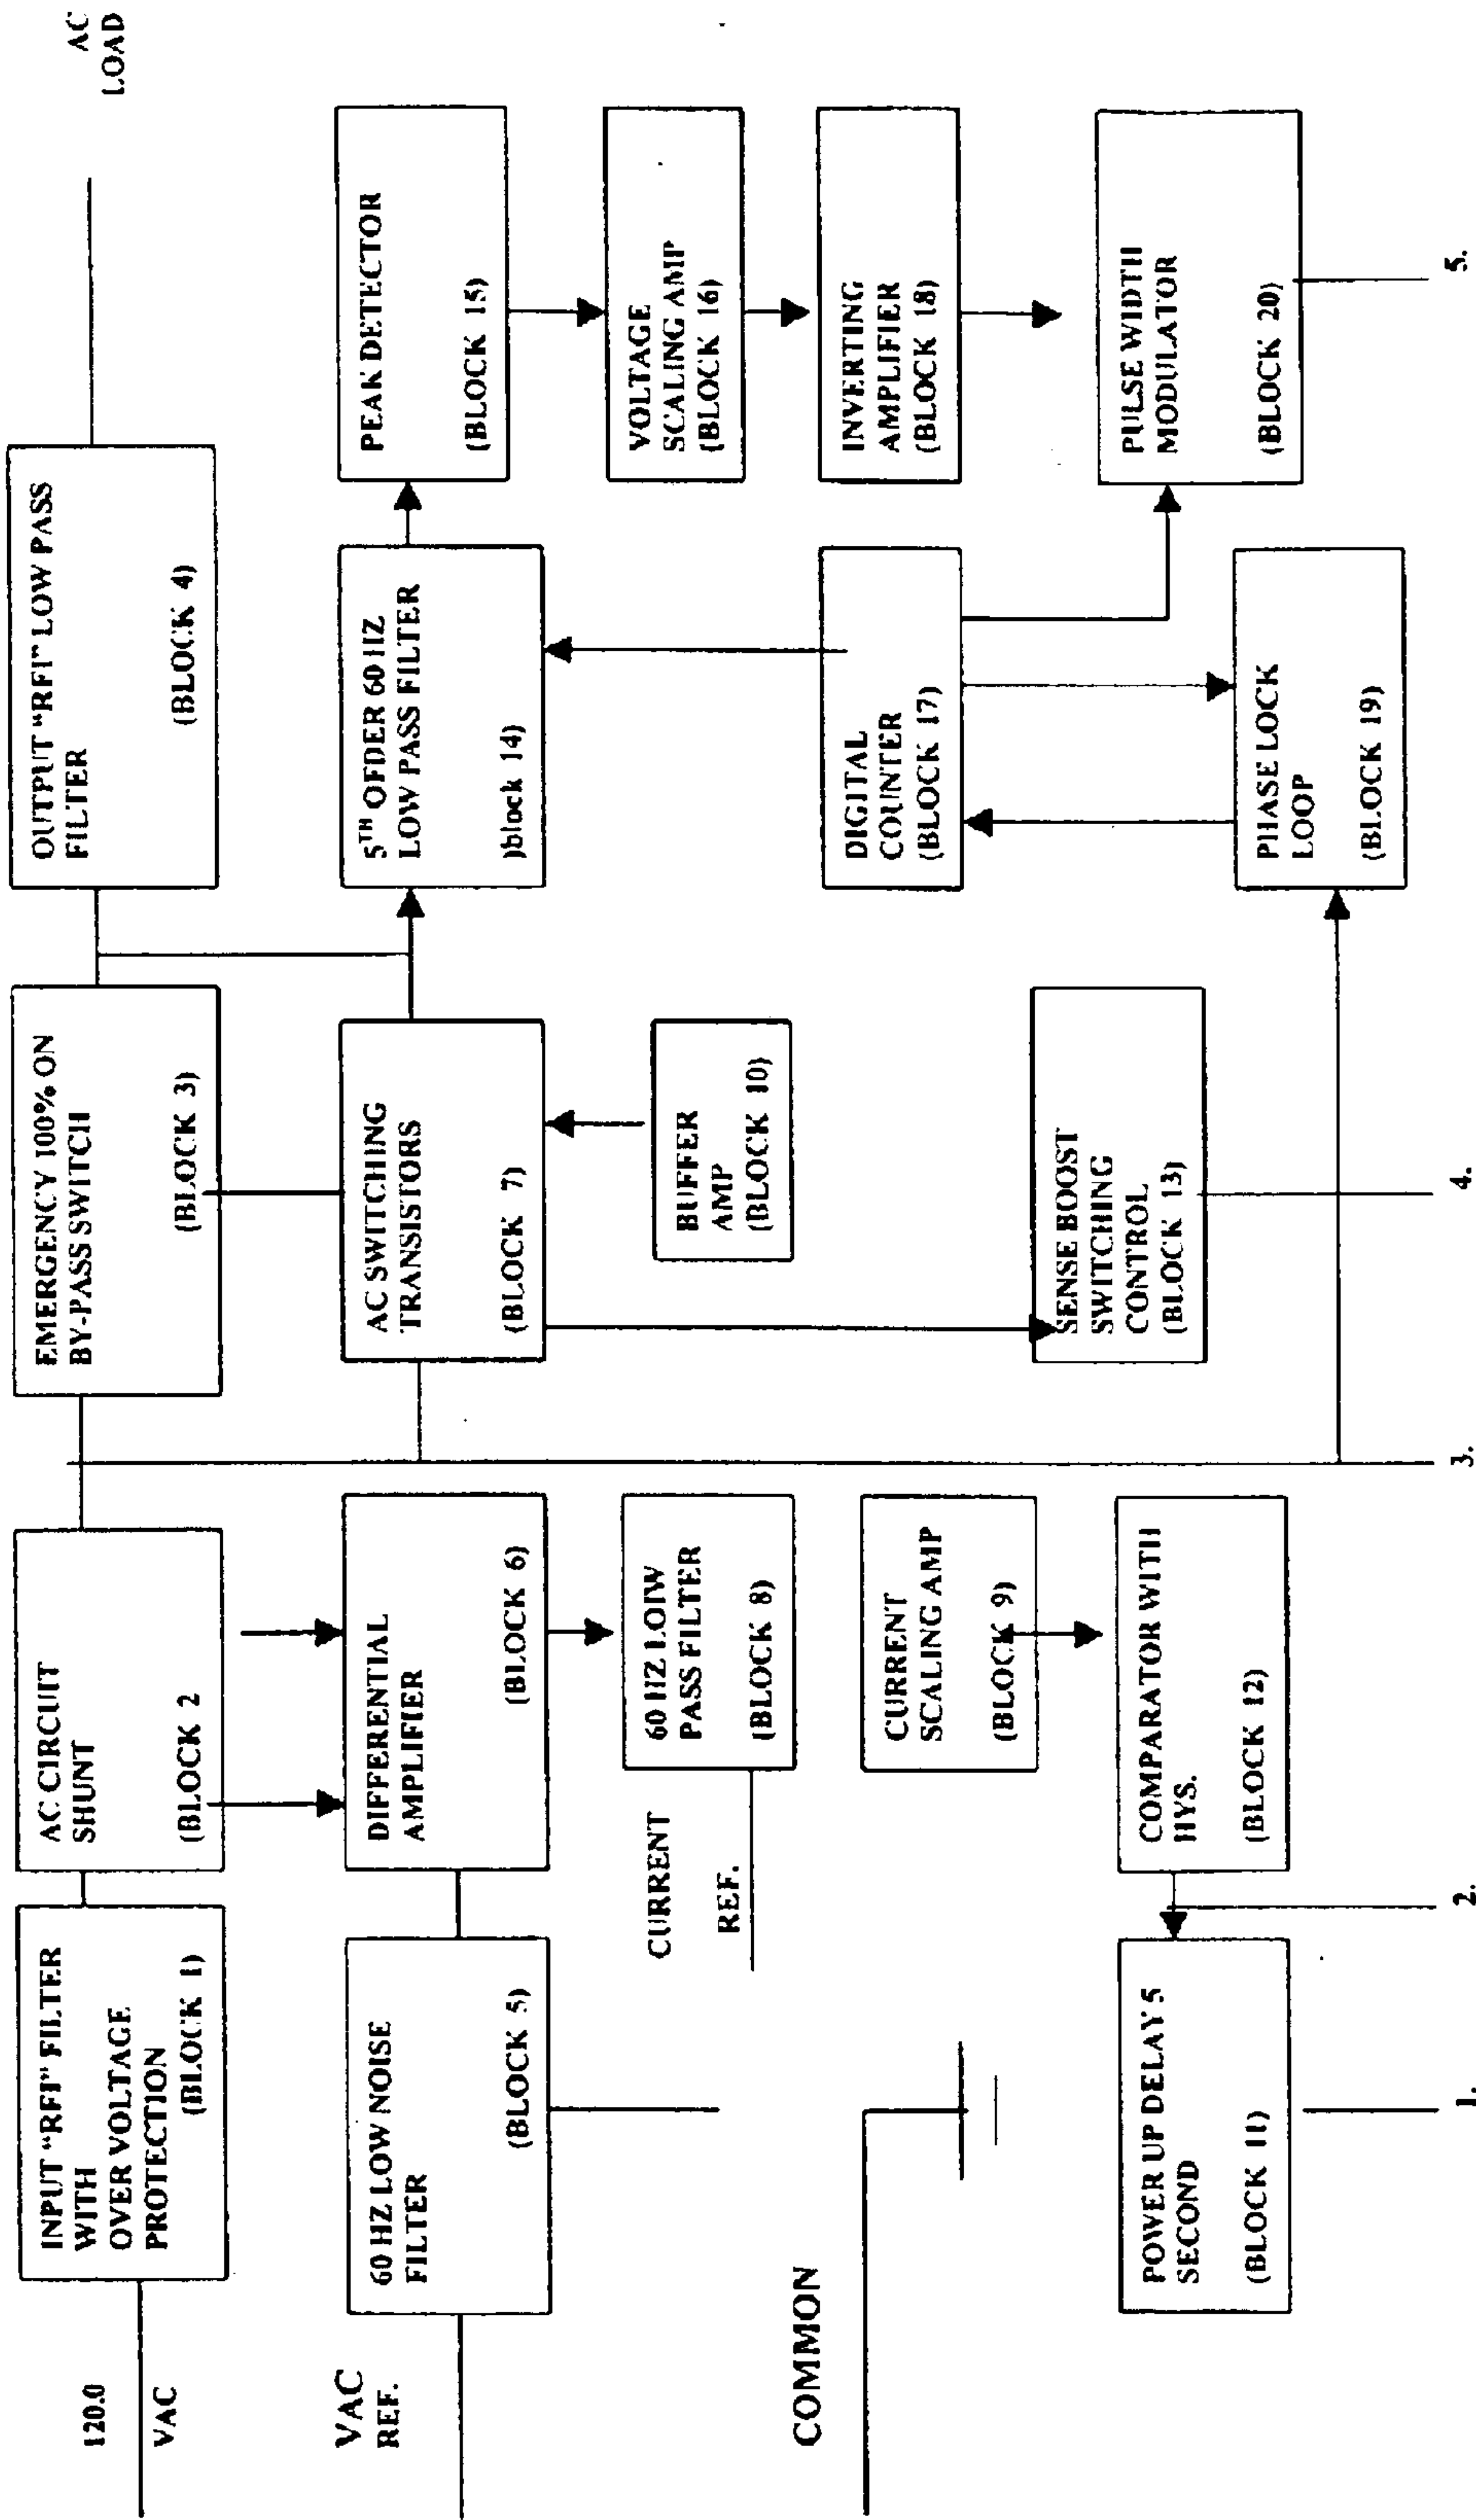 120.0
VAC
INPUT "RFI" FILTER
WITH
OVER VOLTAGE
PROTECTION
(BLOCK 1)
AC CIRCUIT
SHUNT
(BLOCK 2
EMERGENCY 100% ON
BY-PASS SWITCH
(BLOCK 3)
OUTPUT "RFI" LOW PASS
FILTER
(BLOCK 4)
AC
LOAD
VAC
REF.
60 HZ LOW NOISE
FILTER
(BLOCK 5)
DIFFERENTIAL
AMPLIFIER
(BLOCK 6)
AC SWITCHING
TRANSISTORS
(BLOCK 7)
5TH OFDER 60 HZ
LOW PASS FILTER
)block 14)
PEAK DETECTOR
(BLOCK 15)
CURRENT
REF.
60 HZ LOIW
PASS FILTER
(BLOCK 8)
BUFFER
AMP
(BLOCK 10)
VOLTAGE
SCALING AMP
(BLOCK 16)
COMMON
CURRENT
SCALING AMP
(BLOCK 9)
DIGITAL
COUNTER
(BLOCK 17)
INVERTING
AMPLIFIER
(BLOCK 18)
POWER UP DELAY 5
SECOND
(BLOCK 11)
COMPARATOR WITH
HYS.
(BLOCK 12)
SENSE BOOST
SWITCHING
CONTROL
(BLOCK 13)
PHASE LOCK
LOOP
(BLOCK 19)
PULSE WIDTH
MODULATOR
(BLOCK 20)
1.
2.
3.
4.
5.